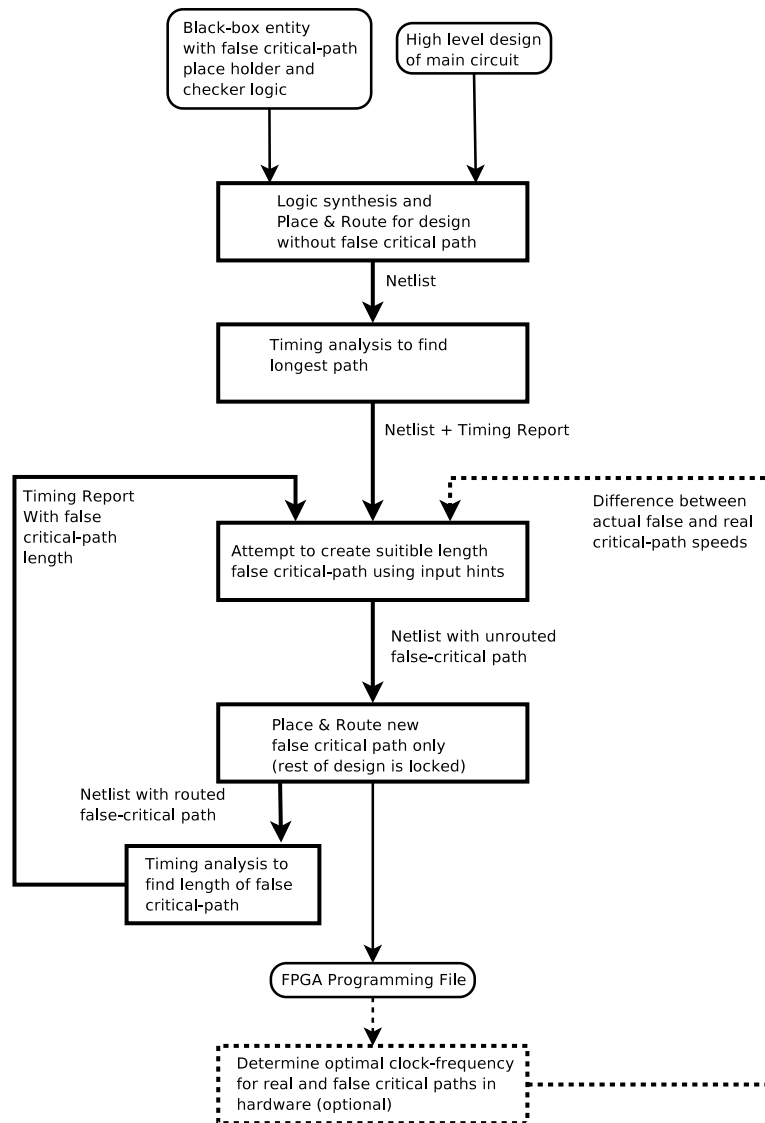 Black-box entity
with false critical-path
place holder and
checker logic
High level design
of main circuit
Logic synthesis and
Place & Route for design
without false critical path
Netlist
Timing analysis to find
longest path
Netlist + Timing Report
Timing Report
With false
critical-path
length
Difference between
actual false and real
critical-path speeds
Attempt to create suitible length
false critical-path using input hints
Netlist with unrouted
false-critical path
Place & Route new
false critical path only
(rest of design is locked)
Netlist with routed
false-critical path
Timing analysis to
find length of false
critical-path
FPGA Programming File
Determine optimal clock-frequency
for real and false critical paths in
hardware (optional)